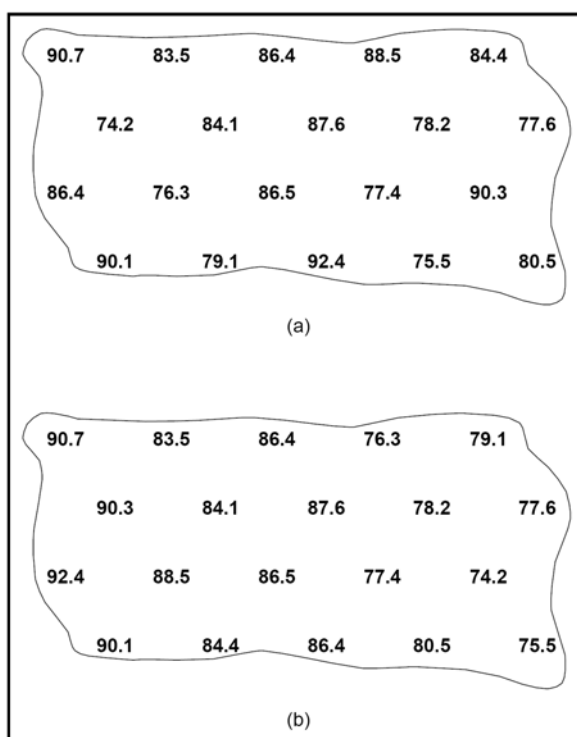 90.7 83.5 86.4 88.5 84.4
74.2 84.1 87.6 78.2 77.6
86.4 76.3 86.5 77.4 90.3
90.1 79.1 92.4 75.5 80.5
(a)
90.7 83.5 86.4 76.3 79.1
90.3 84.1 87.6 78.2 77.6
92.4 88.5 86.5 77.4 74.2
90.1 84.4 86.4 80.5 75.5
(b)